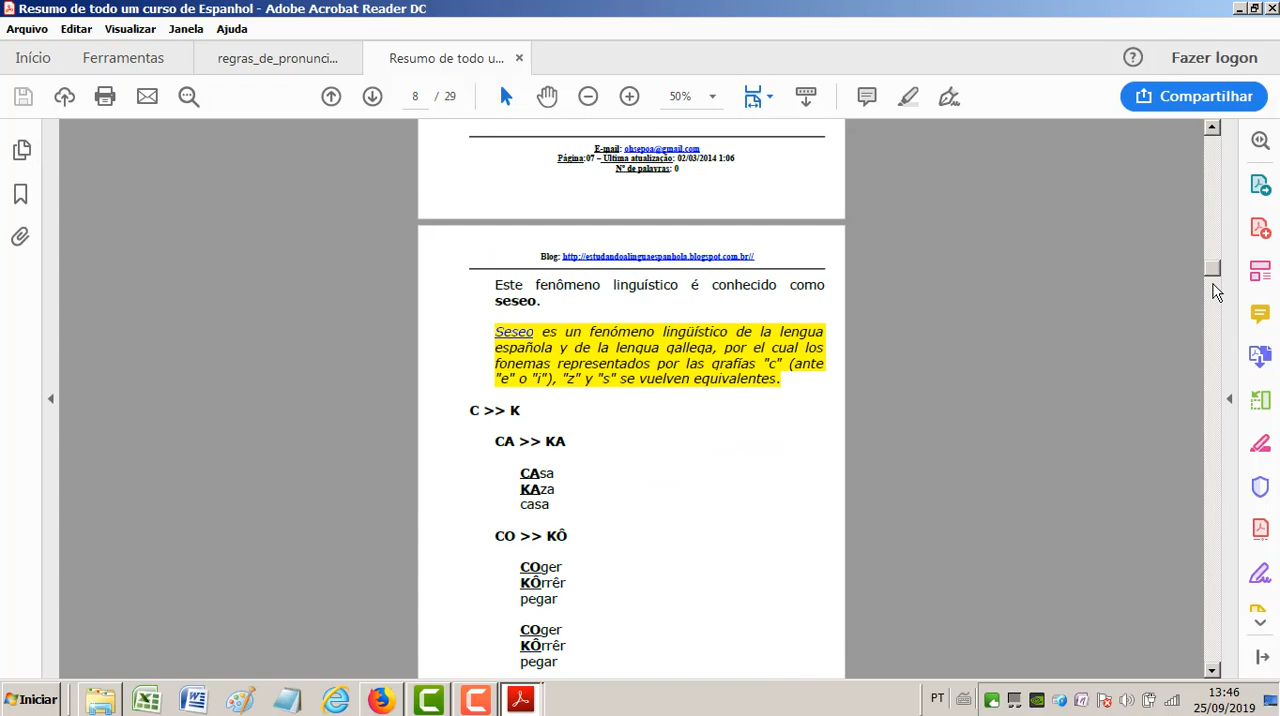 Resumo de todo um curso de Espanhol - Adobe Acrobat Reader DC
Arquivo Editar Visualizar Janela Ajuda
Início Ferramentas regras_de_pronunci... Resumo de todo u... × Fazer logon
8 / 29 50% Compartilhar
E-mail: ohsepoa@gmail.com
Página:07 – Ultima atualização: 02/03/2014 1:06
Nº de palavras: 0
Blog: http://estudandoalinguaespanhola.blogspot.com.br//
Este fenômeno linguístico é conhecido como
seseo.
Seseo es un fenómeno lingüístico de la lengua
española y de la lengua gallega, por el cual los
fonemas representados por las grafías "c" (ante
"e" o "i"), "z" y "s" se vuelven equivalentes.
C >> K
CA >> KA
CAsa
KAza
casa
CO >> KÔ
COger
KÔrrêr
pegar
COger
KÔrrêr
pegar
Iniciar PT 13:46
25/09/2019